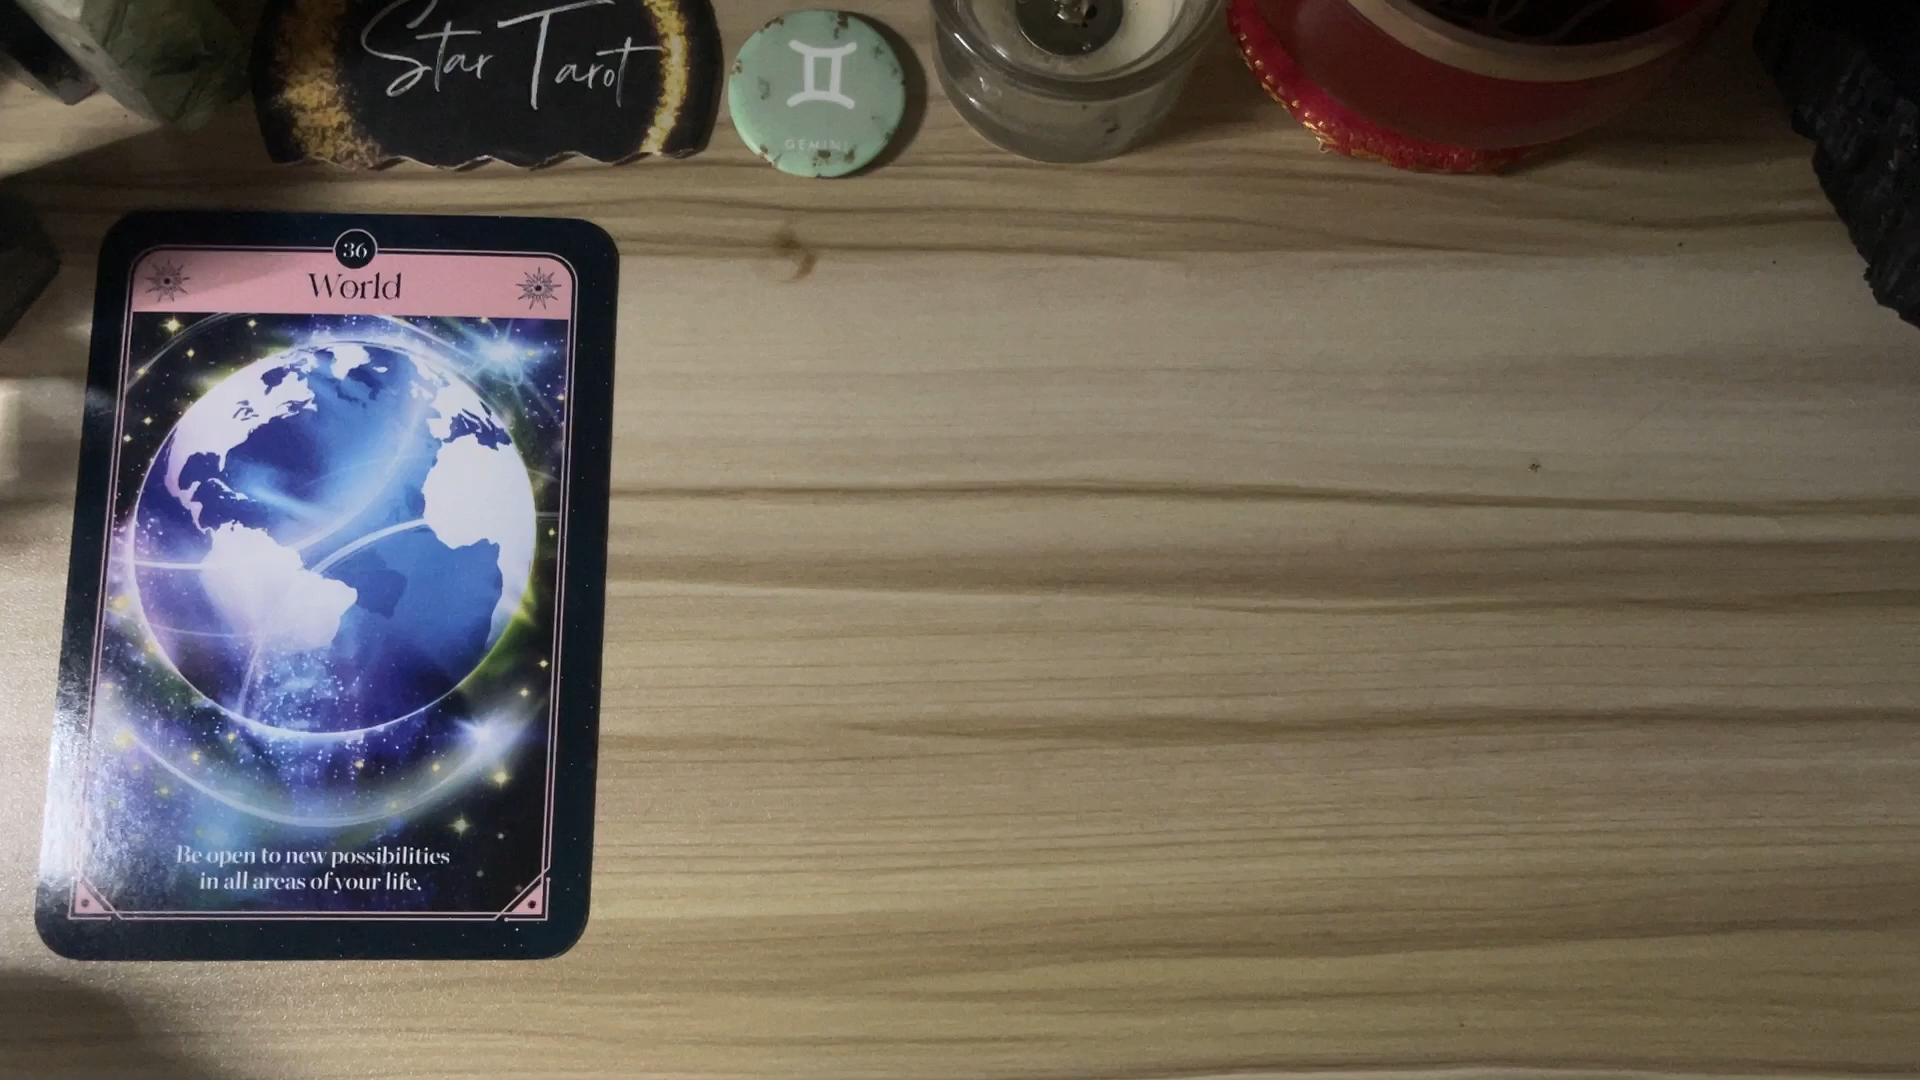 Star Tarot
GEMINI
36
World
Be open to new possibilities
in all areas of your life.